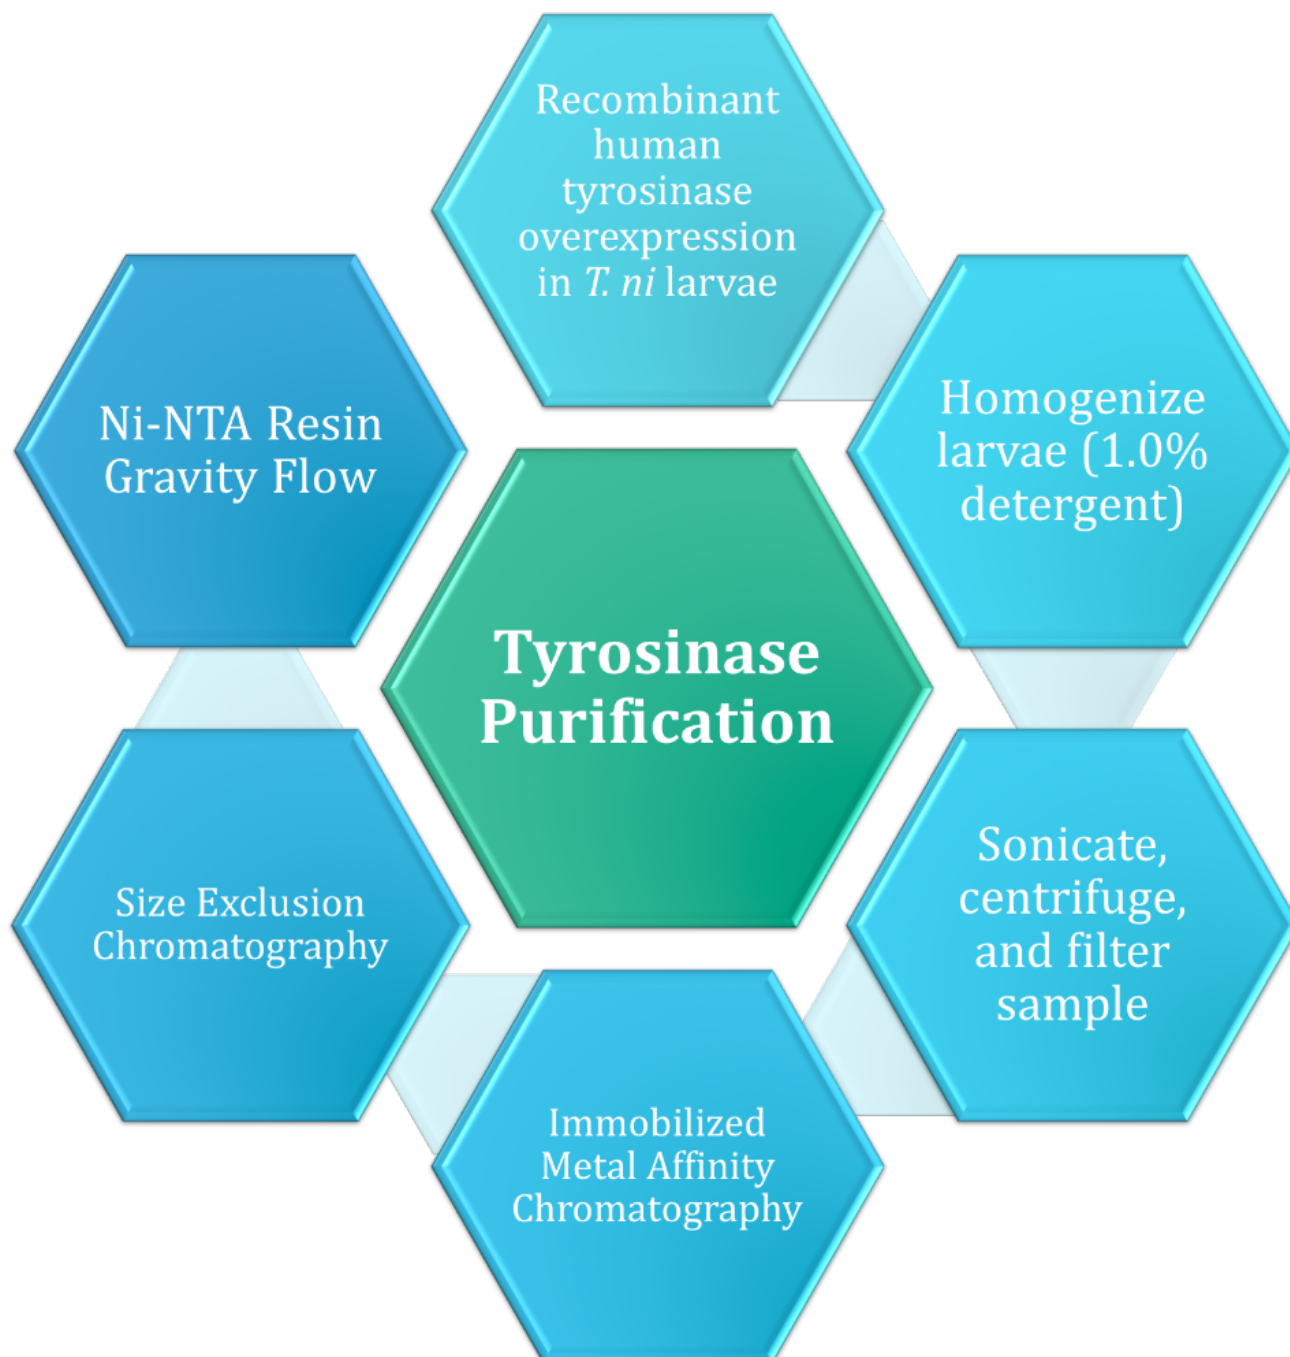 Recombinant
human
tyrosinase
overexpression
in T. ni larvae
Homogenize
larvae (1.0%
detergent)
Sonicate,
centrifuge,
and filter
sample
Immobilized
Metal Affinity
Chromatography
Size Exclusion
Chromatography
Ni-NTA Resin
Gravity Flow
Tyrosinase
Purification